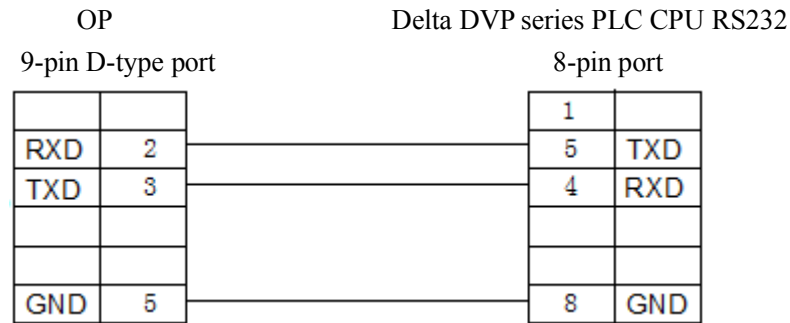 OP Delta DVP series PLC CPU RS232
9-pin D-type port 8-pin port
1
RXD 2 5 TXD
TXD 3 4 RXD
GND 5 8 GND